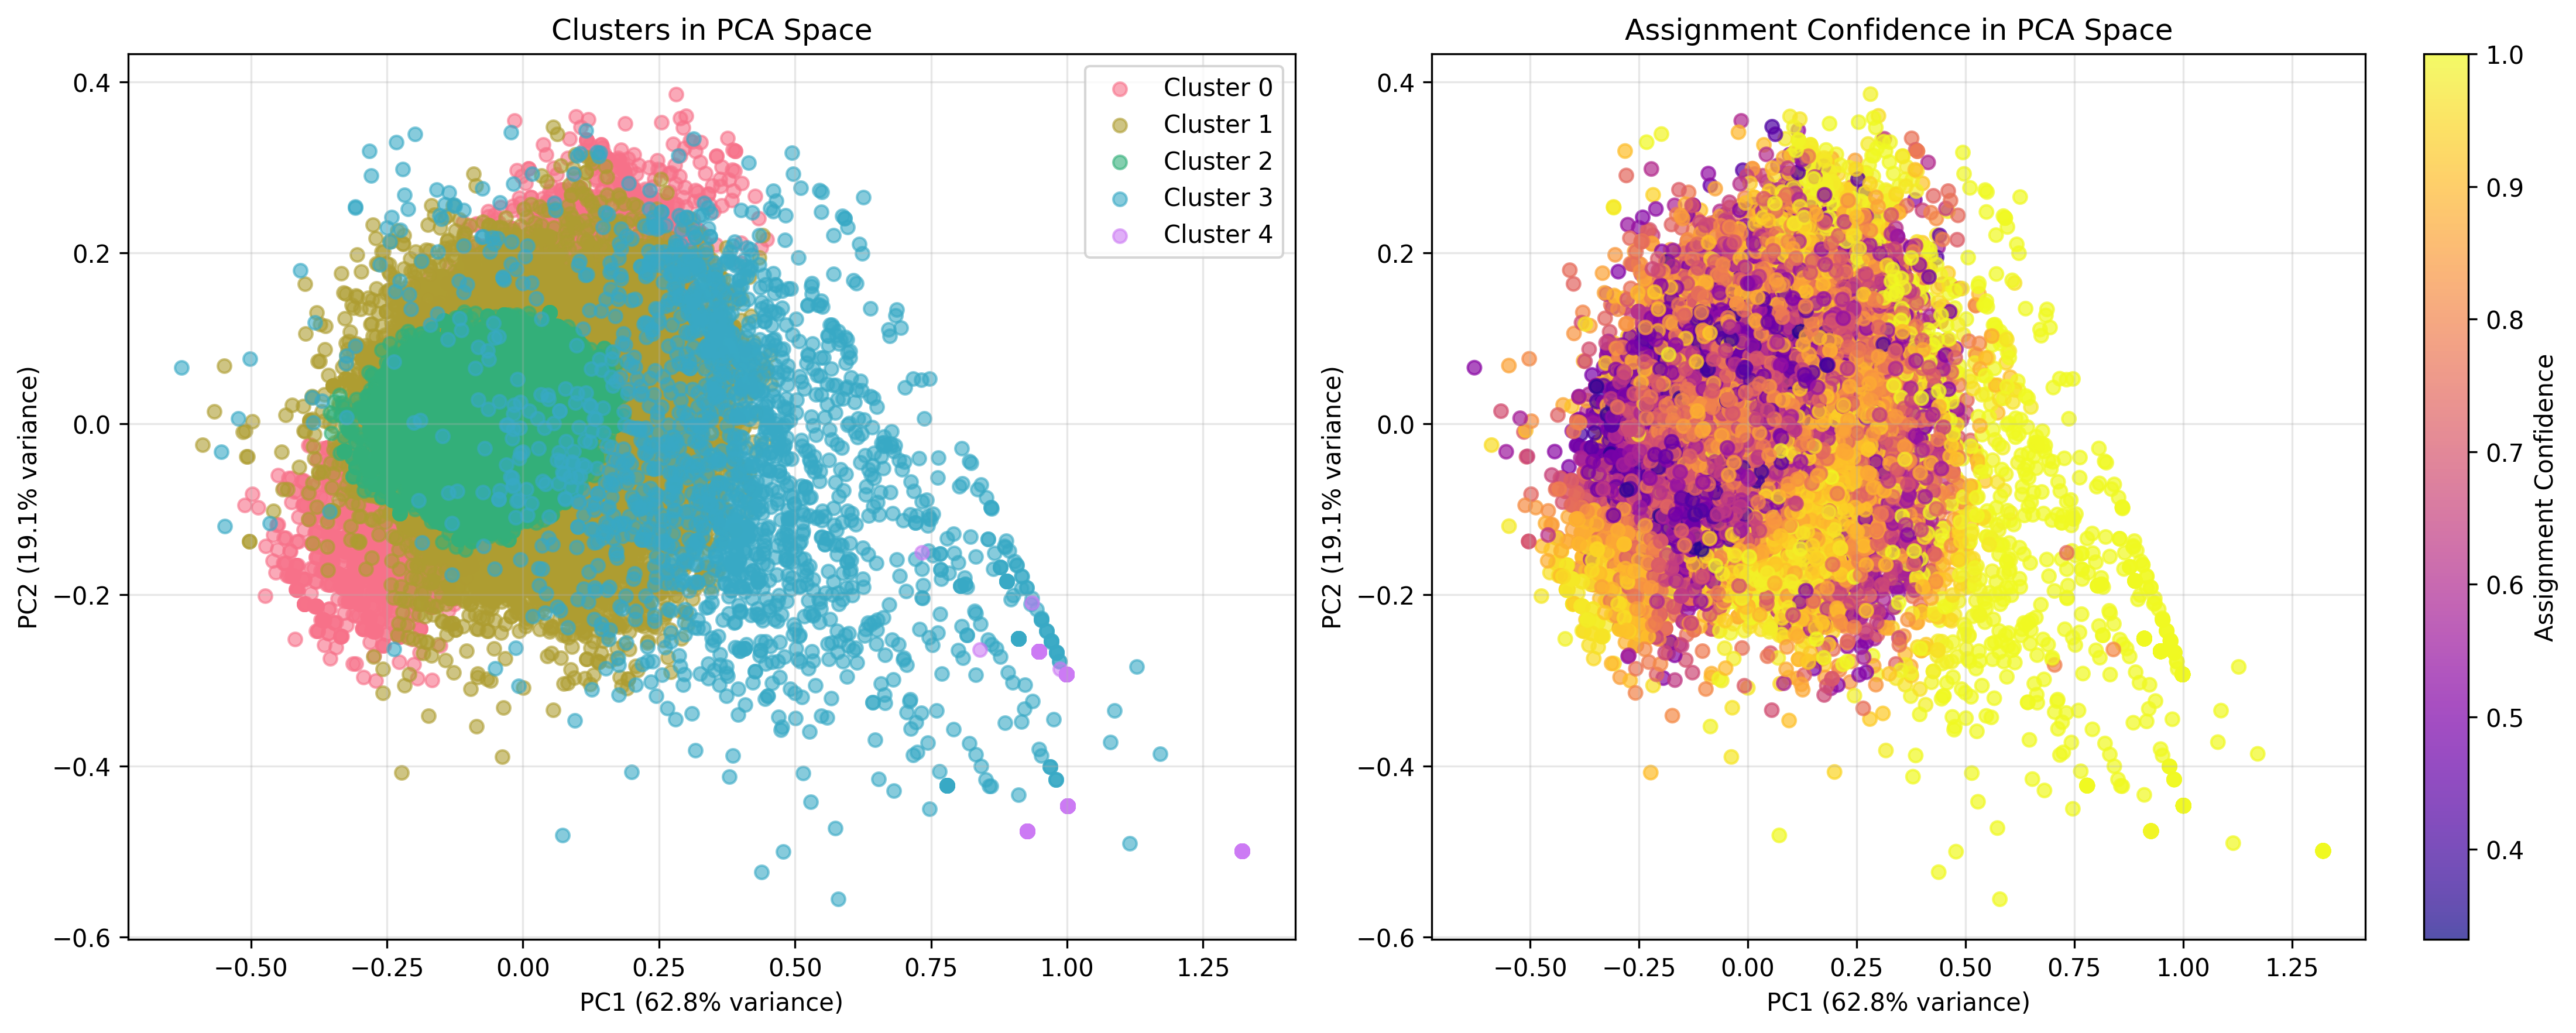 Clusters in PCA Space
0.4
0.2
0.0
−0.2
−0.4
−0.6
PC2 (19.1% variance)
−0.50 −0.25 0.00 0.25 0.50 0.75 1.00 1.25
PC1 (62.8% variance)
Cluster 0
Cluster 1
Cluster 2
Cluster 3
Cluster 4
Assignment Confidence in PCA Space
0.4
0.2
0.0
−0.2
−0.4
−0.6
PC2 (19.1% variance)
−0.50 −0.25 0.00 0.25 0.50 0.75 1.00 1.25
PC1 (62.8% variance)
1.0
0.9
0.8
0.7
0.6
0.5
0.4
Assignment Confidence